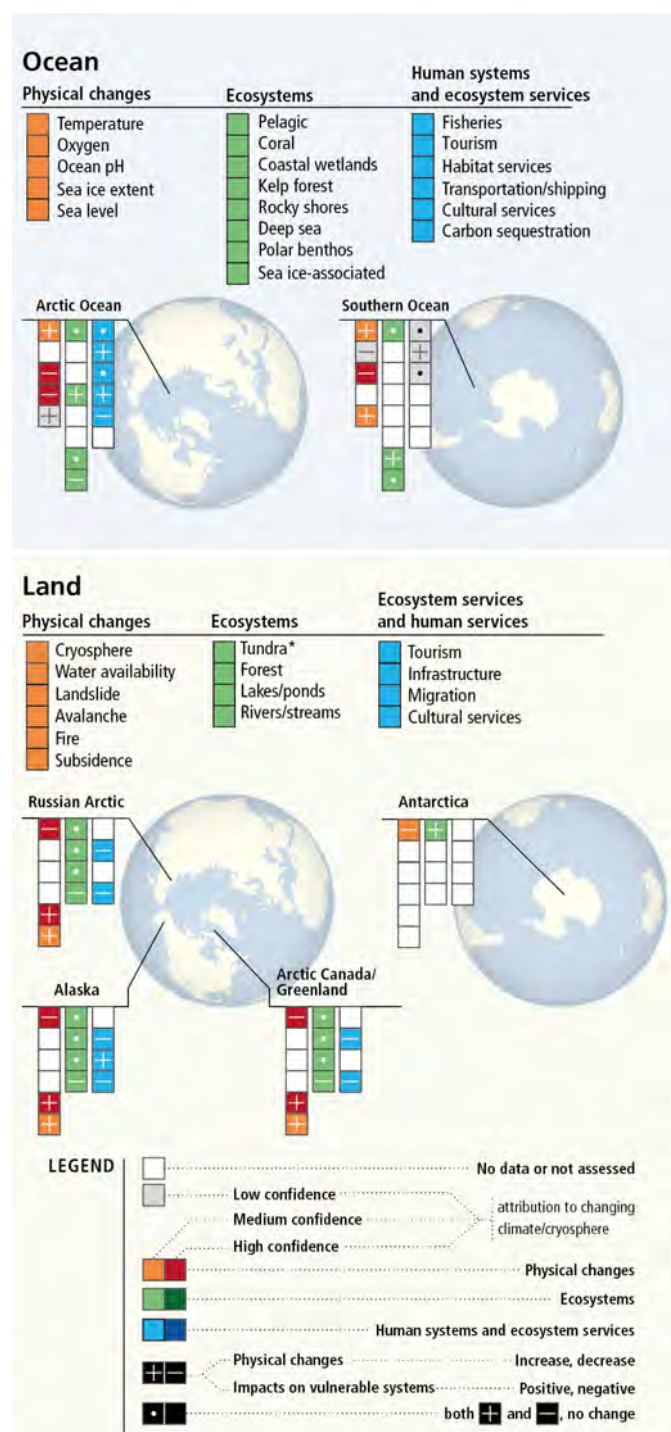 Ocean
Physical changes
Temperature
Oxygen
Ocean pH
Sea ice extent
Sea level
Ecosystems
Pelagic
Coral
Coastal wetlands
Kelp forest
Rocky shores
Deep sea
Polar benthos
Sea ice-associated
Human systems
and ecosystem services
Fisheries
Tourism
Habitat services
Transportation/shipping
Cultural services
Carbon sequestration
Arctic Ocean
Southern Ocean
Land
Physical changes
Cryosphere
Water availability
Landslide
Avalanche
Fire
Subsidence
Ecosystems
Tundra*
Forest
Lakes/ponds
Rivers/streams
Ecosystem services
and human services
Tourism
Infrastructure
Migration
Cultural services
Russian Arctic
Antarctica
Alaska
Arctic Canada/
Greenland
LEGEND
No data or not assessed
Low confidence
Medium confidence
High confidence
attribution to changing
climate/cryosphere
Physical changes
Ecosystems
Human systems and ecosystem services
Physical changes Increase, decrease
Impacts on vulnerable systems Positive, negative
both + and −, no change